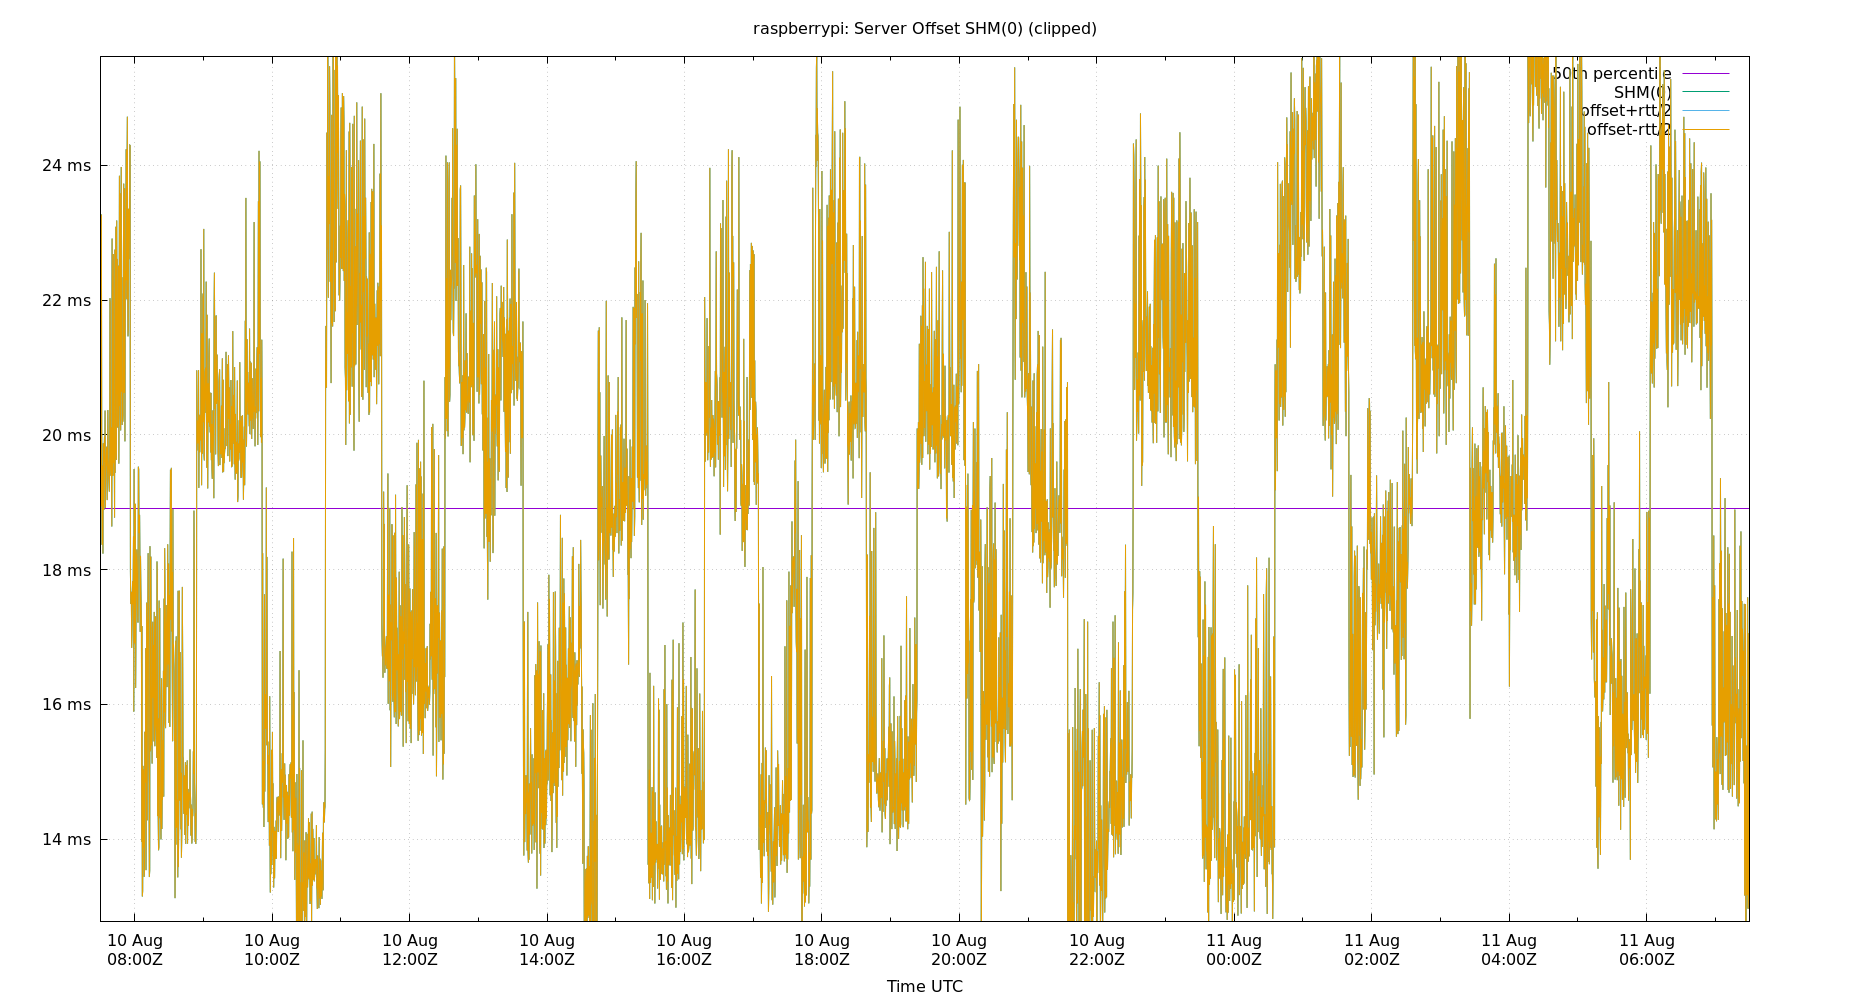 raspberrypi: Server Offset SHM(0) (clipped)
50th percentile
SHM(0)
offset+rtt/2
offset-rtt/2
24 ms
22 ms
20 ms
18 ms
16 ms
14 ms
10 Aug 10 Aug 10 Aug 10 Aug 10 Aug 10 Aug 10 Aug 10 Aug 11 Aug 11 Aug 11 Aug 11 Aug
08:00Z 10:00Z 12:00Z 14:00Z 16:00Z 18:00Z 20:00Z 22:00Z 00:00Z 02:00Z 04:00Z 06:00Z
Time UTC